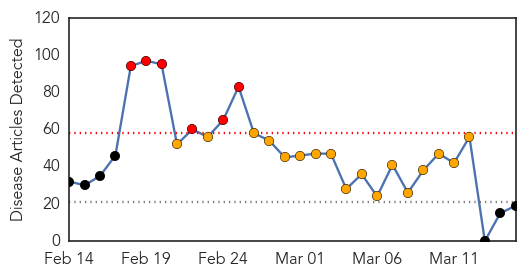 120
100
80
60
40
20
0
Disease Articles Detected
Feb 14
Feb 19
Feb 24
Mar 01
Mar 06
Mar 11